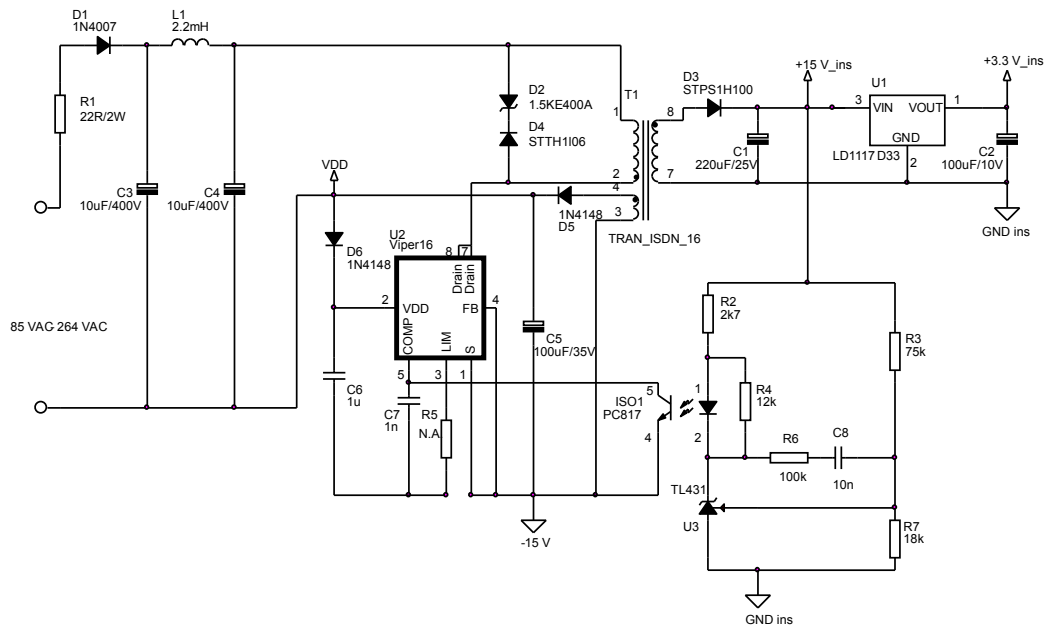 D1
1N4007
L1
2.2mH
R1
22R/2W
C3
10uF/400V
C4
10uF/400V
85 VAC 264 VAC
D2
1.5KE400A
D4
STTH1I06
T1
1
2
4
3
8
7
TRAN_ISDN_16
D3
STPS1H100
C1
220uF/25V
+15 V_ins
U1
3
VIN
VOUT
1
GND
2
LD1117 D33
+3.3 V_ins
C2
100uF/10V
GND ins
VDD
D6
1N4148
1N4148
D5
U2
Viper16
8
7
Drain
Drain
2
VDD
FB
4
COMP
LIM
S
5
3
1
C5
100uF/35V
C6
1u
C7
1n
R5
N.A
-15 V
ISO1
PC817
5
4
1
2
R2
2k7
R3
75k
R4
12k
R6
100k
C8
10n
TL431
U3
R7
18k
GND ins